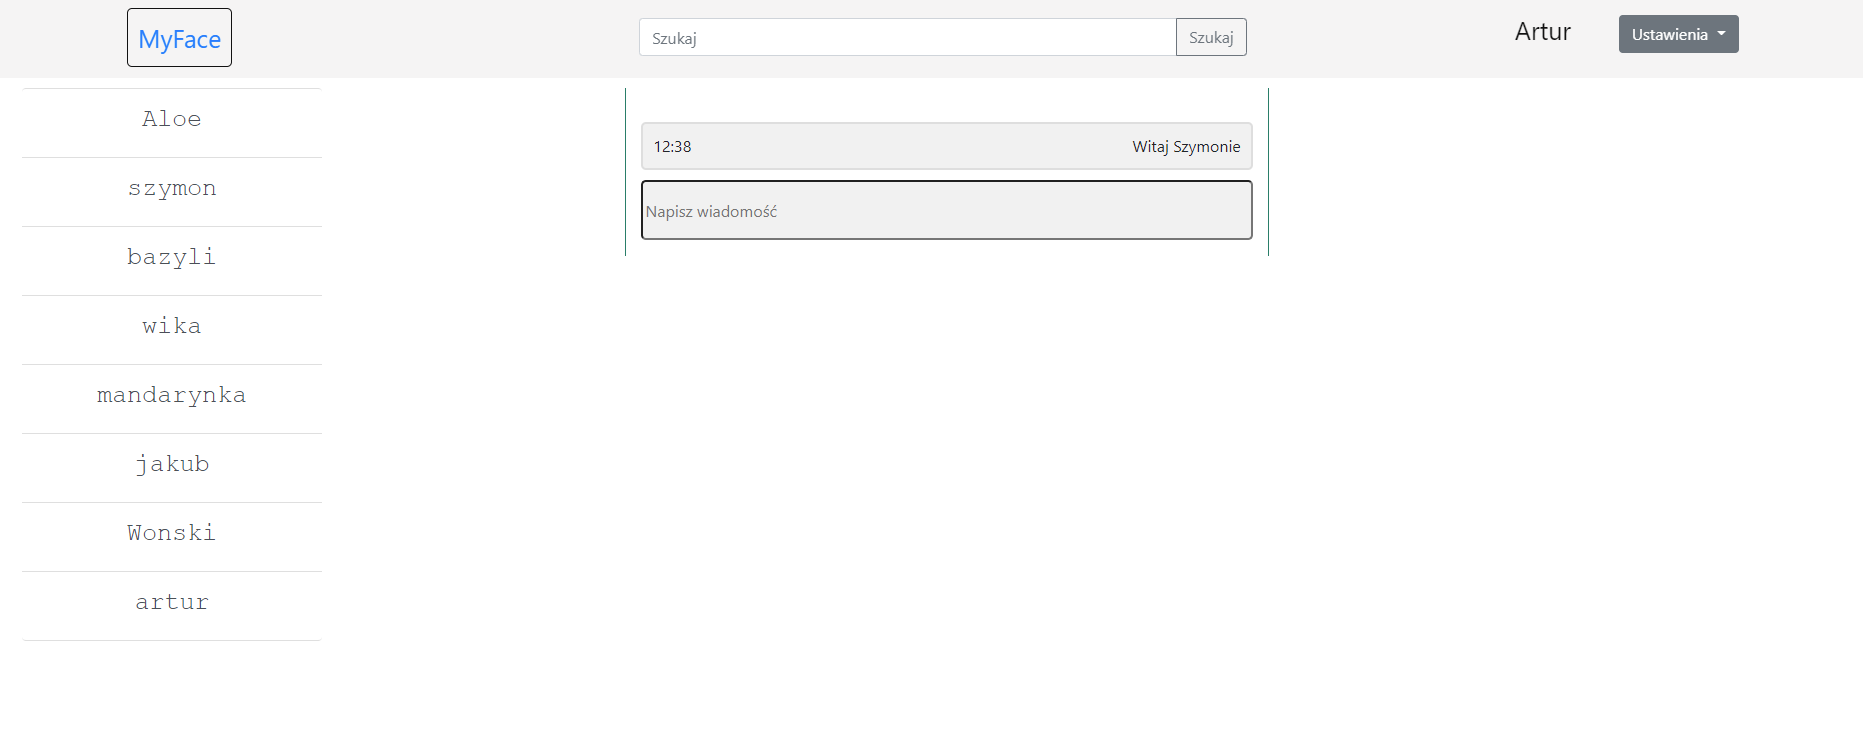 MyFace
Szukaj
Szukaj
Artur
Ustawienia
Aloe
szymon
bazyli
wika
mandarynka
jakub
Wonski
artur
12:38 Witaj Szymonie
Napisz wiadomość